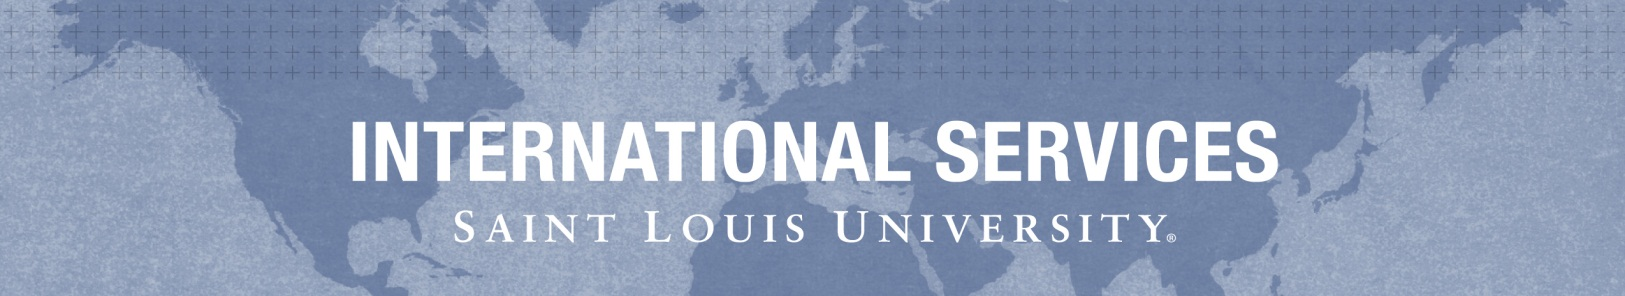 INTERNATIONAL SERVICES
SAINT LOUIS UNIVERSITY®